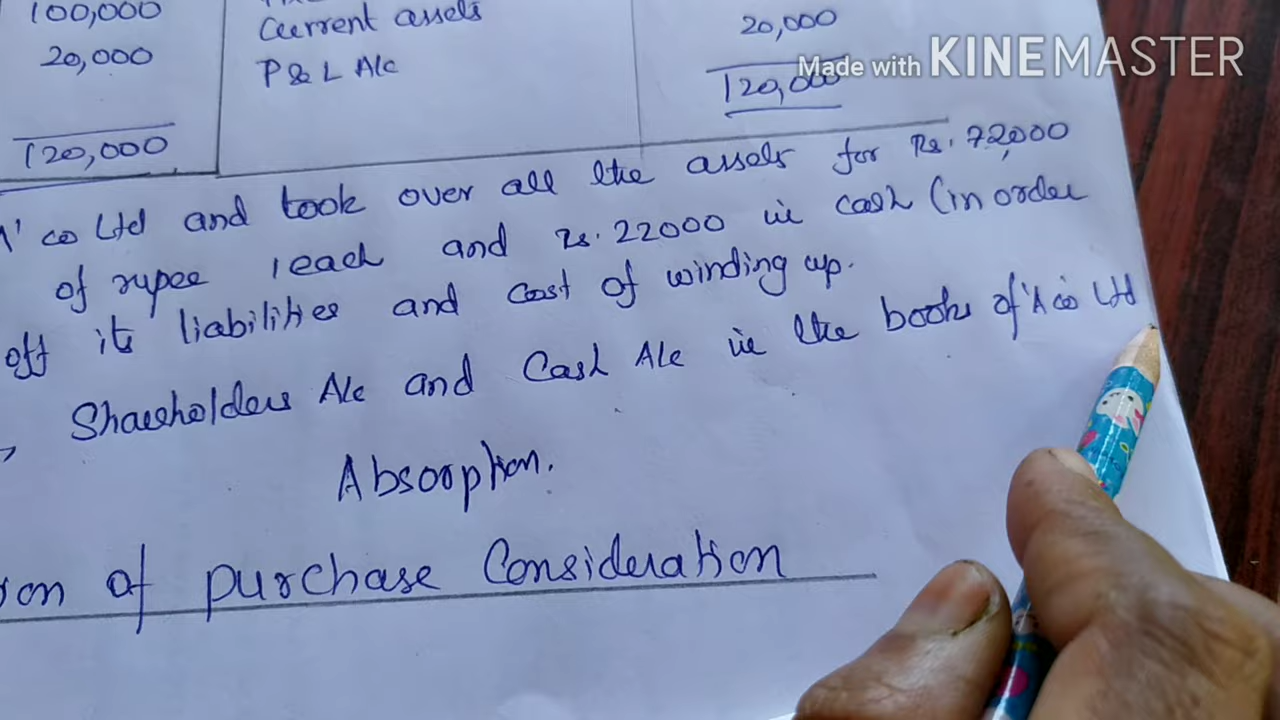 100,000
Current assets 20,000
20,000 P & L A/c
Made with KINEMASTER
120,000 120,000
co Ltd and took over all the assets for Rs. 72,000
of rupee 1 each and Rs. 22000 in cash (in order
off its liabilities and cost of winding up.
Shareholders A/c and Cash A/c in the books of 'A co Ltd
Absorption.
of purchase Consideration